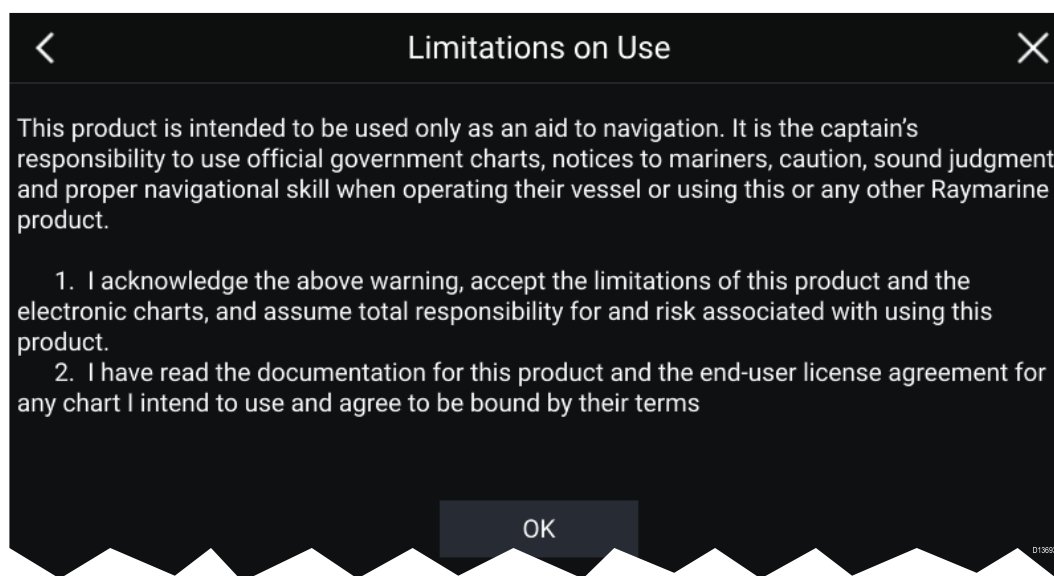 Limitations on Use
This product is intended to be used only as an aid to navigation. It is the captain’s
responsibility to use official government charts, notices to mariners, caution, sound judgment
and proper navigational skill when operating their vessel or using this or any other Raymarine
product.
1. I acknowledge the above warning, accept the limitations of this product and the
electronic charts, and assume total responsibility for and risk associated with using this
product.
2. I have read the documentation for this product and the end-user license agreement for
any chart I intend to use and agree to be bound by their terms
OK